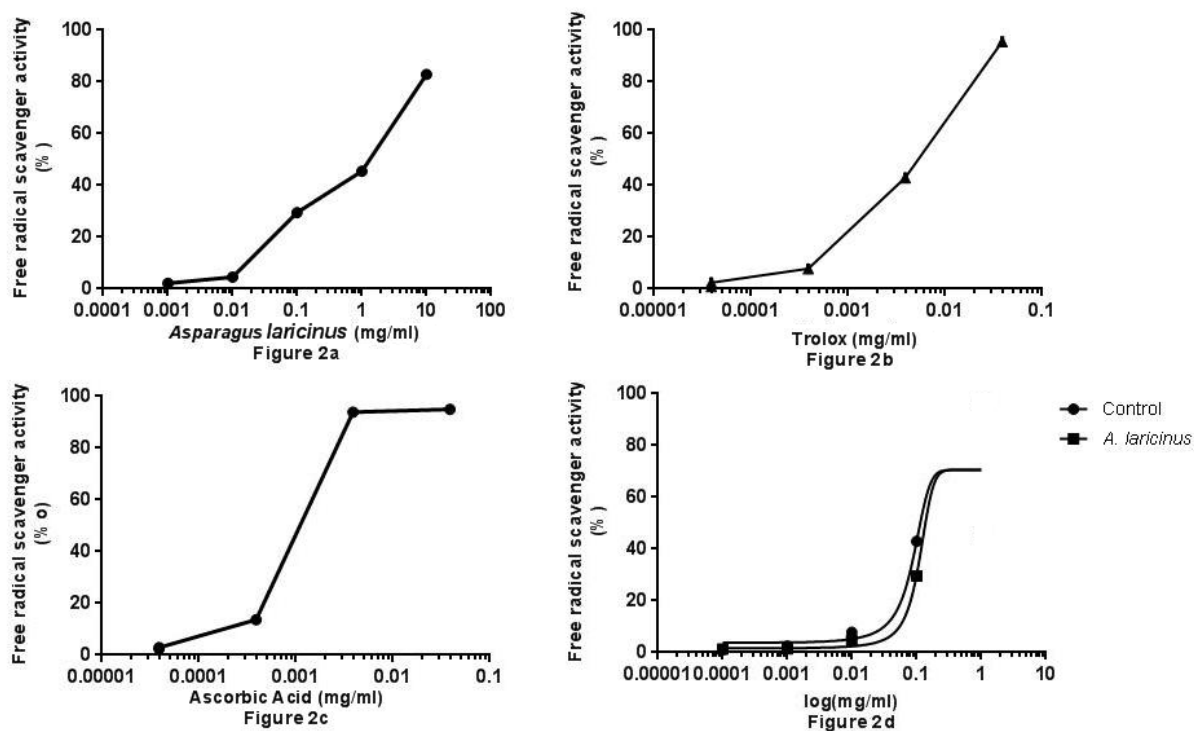 Free radical scavenger activity
(% )
100
80
60
40
20
0
0.0001 0.001 0.01 0.1 1 10 100
Asparagus laricinus (mg/ml)
Figure 2a
Free radical scavenger activity
(% )
100
80
60
40
20
0
0.00001 0.0001 0.001 0.01 0.1
Trolox (mg/ml)
Figure 2b
Free radical scavenger activity
(% o)
100
80
60
40
20
0
0.00001 0.0001 0.001 0.01 0.1
Ascorbic Acid (mg/ml)
Figure 2c
Free radical scavenger activity
(% )
100
80
60
40
20
0
0.001 0.01 0.1 1 10
log(mg/ml)
Figure 2d
Control
A. laricinus